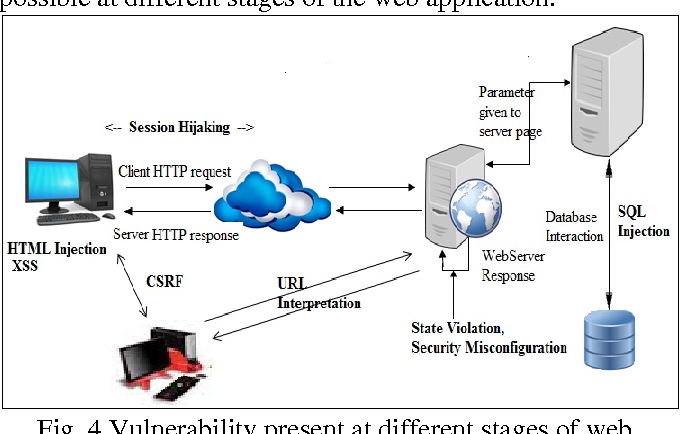 possible at different stages of the web application.
Parameter
given to
server page
<-- Session Hijaking -->
Client HTTP request
Server HTTP response
HTML Injection
XSS
CSRF
URL
Interpretation
WebServer
Response
Database
Interaction
SQL
Injection
State Violation,
Security Misconfiguration
Fig. 4 Vulnerability present at different stages of web